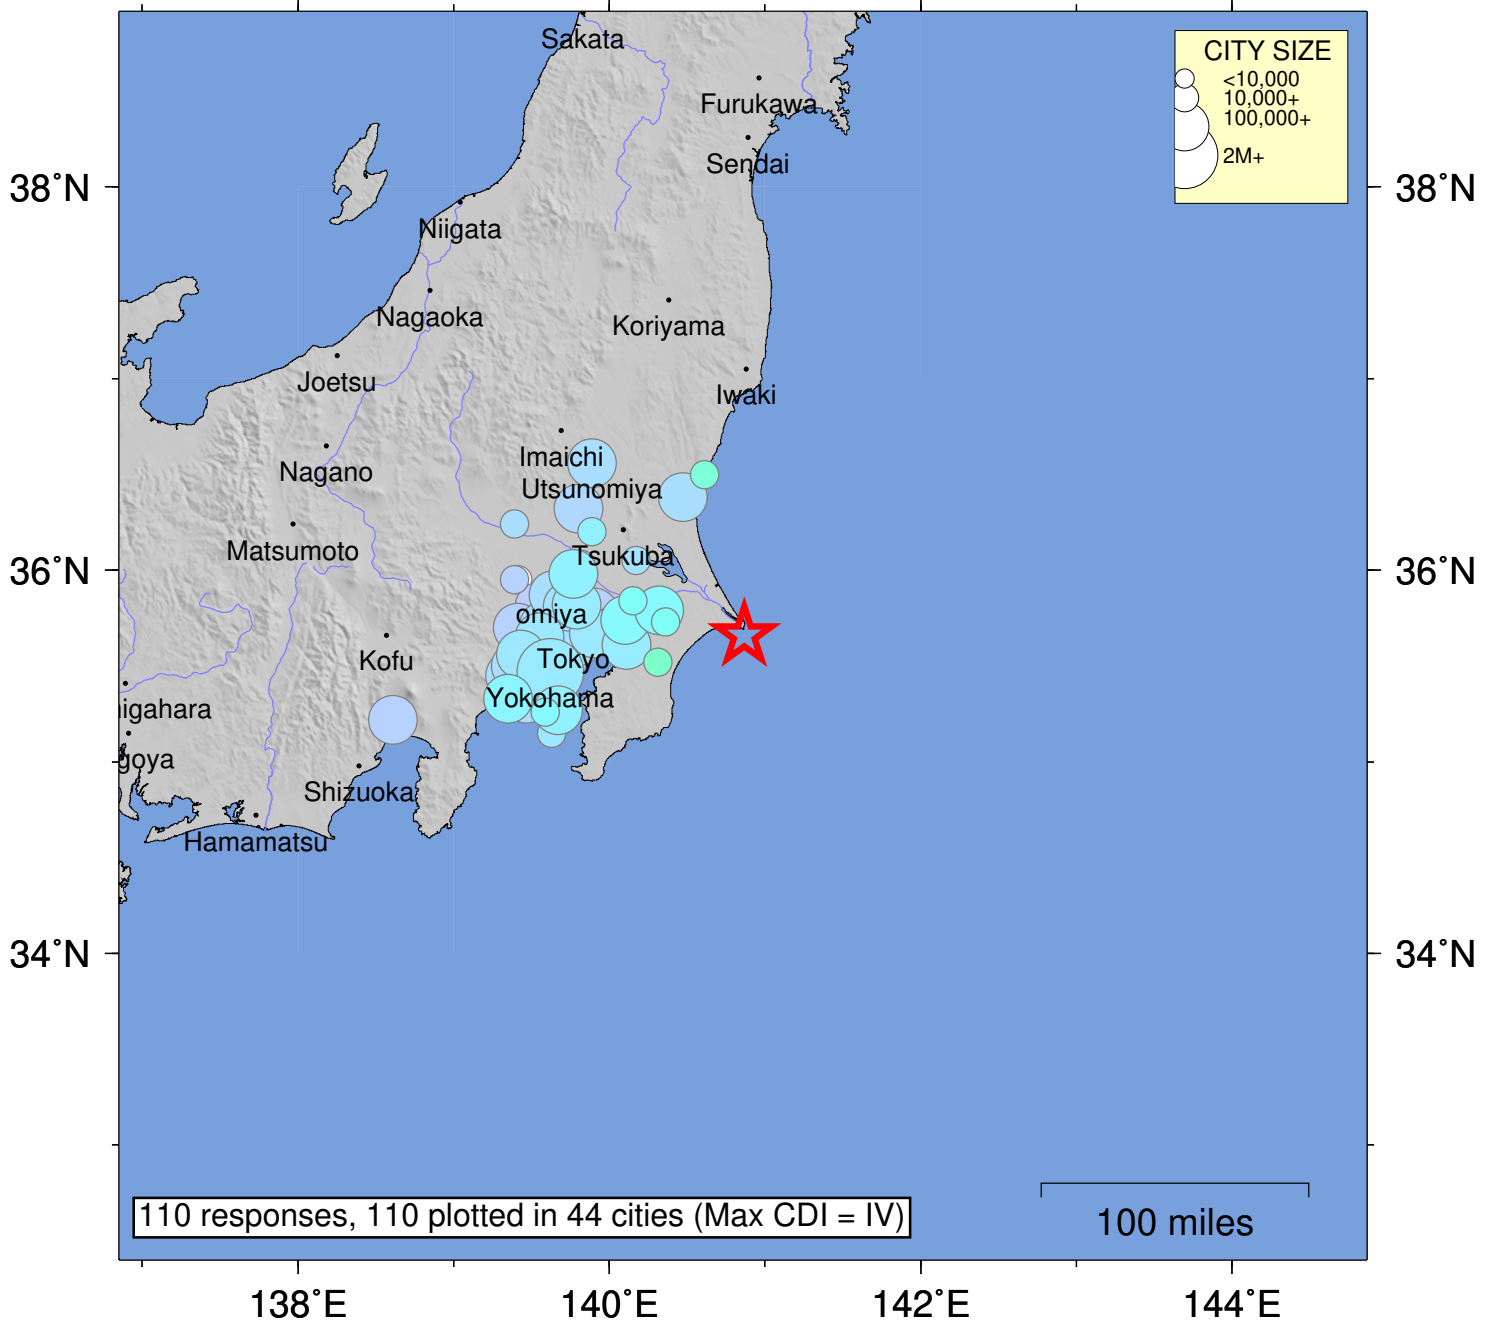 CITY SIZE
<10,000
10,000+
100,000+
2M+
Sakata
Furukawa
Sendai
38°N
38°N
Niigata
Nagaoka
Koriyama
Joetsu
Iwaki
Imaichi
Nagano
Utsunomiya
Matsumoto
Tsukuba
36°N
36°N
omiya
Kofu
Tokyo
Yokohama
igahara
goya
Shizuoka
Hamamatsu
34°N
34°N
110 responses, 110 plotted in 44 cities (Max CDI = IV)
100 miles
138°E
140°E
142°E
144°E